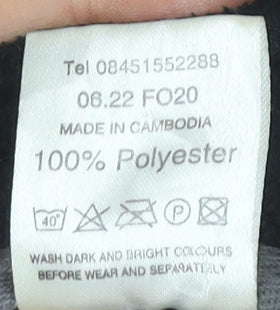 Tel 08451552288
06.22 FO20
MADE IN CAMBODIA
100% Polyester
40° P
WASH DARK AND BRIGHT COLOURS
BEFORE WEAR AND SEPARATELY